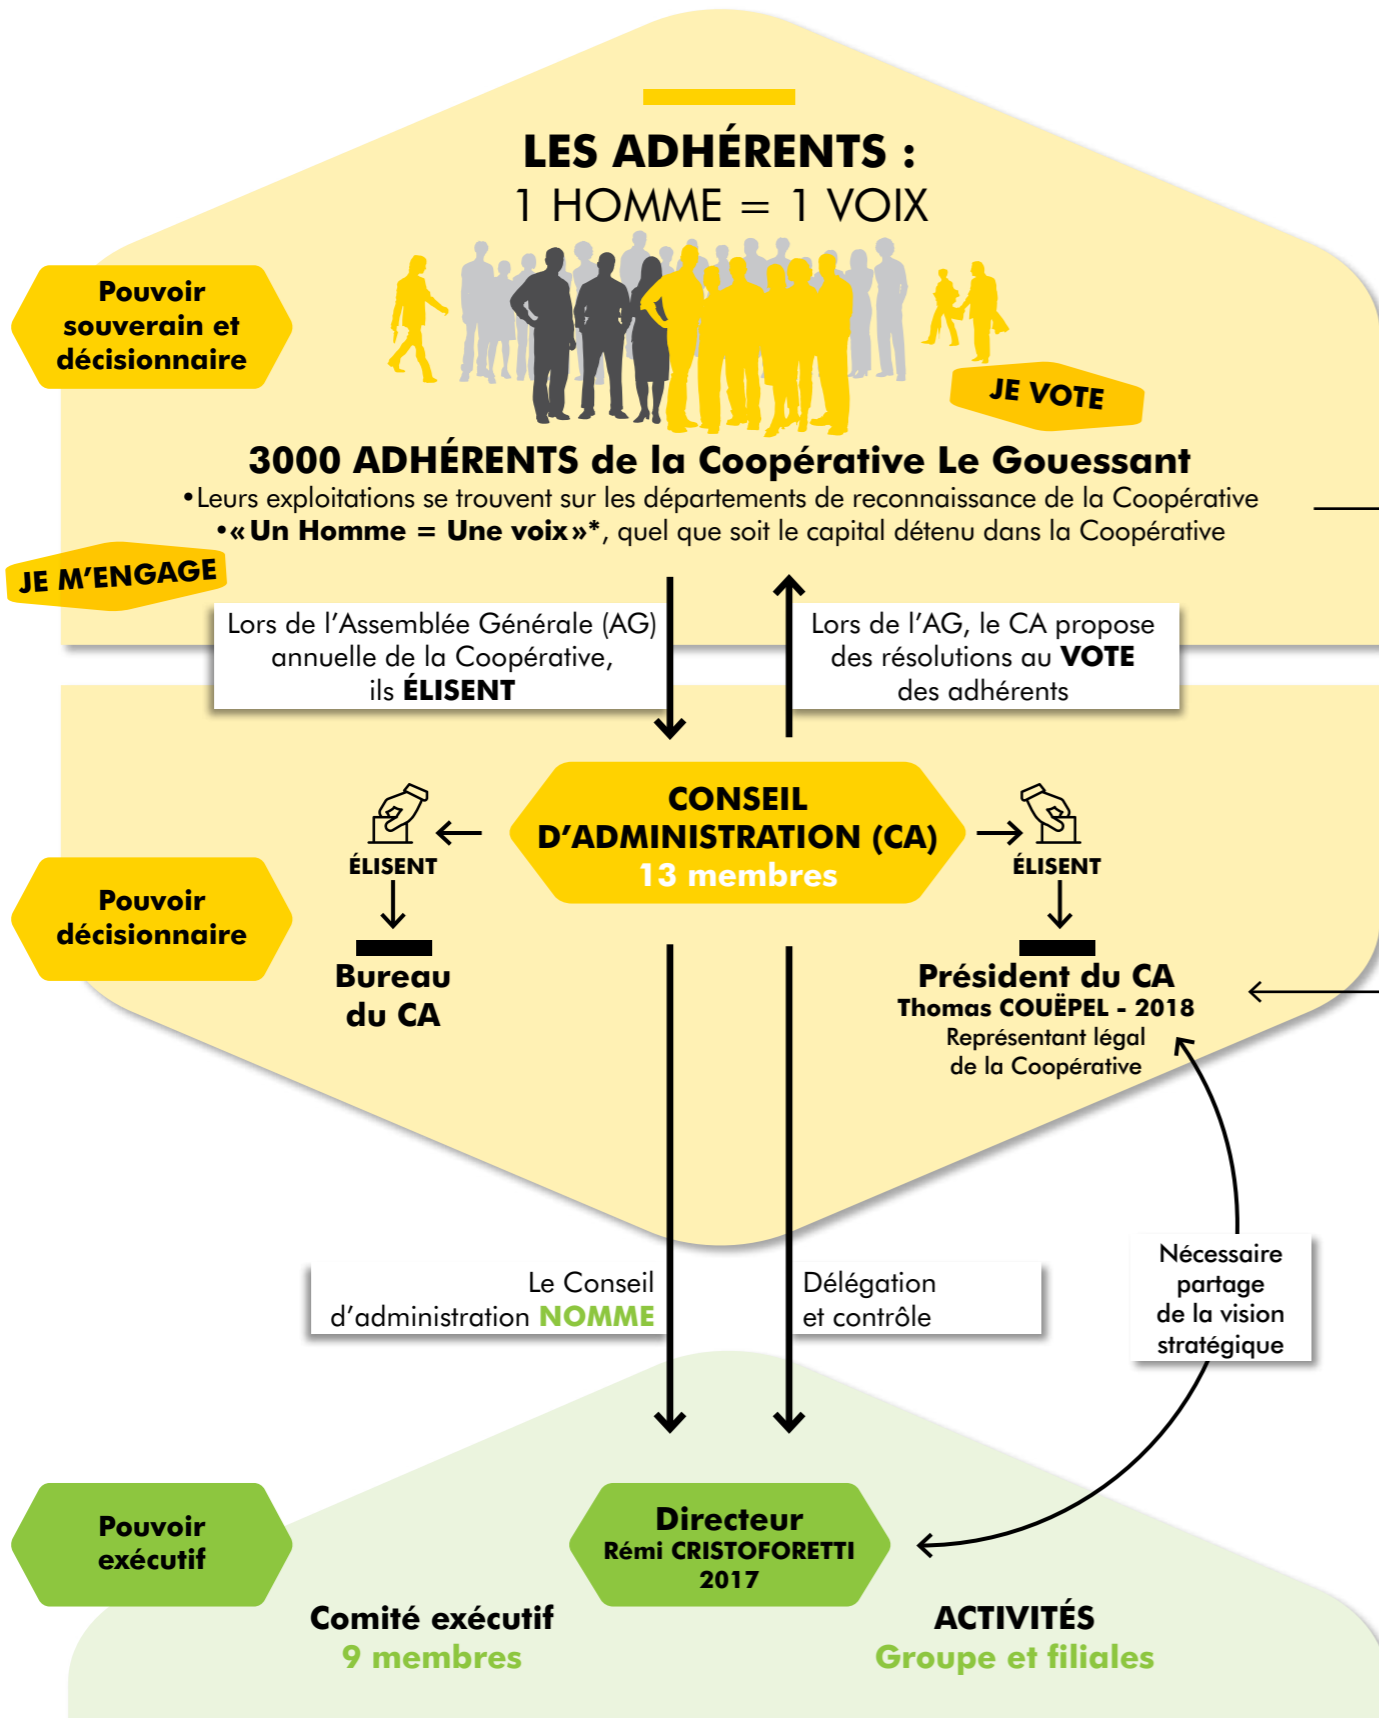 LES ADHÉRENTS :
1 HOMME = 1 VOIX
Pouvoir
souverain et
décisionnaire
JE VOTE
3000 ADHÉRENTS de la Coopérative Le Gouessant
•Leurs exploitations se trouvent sur les départements de reconnaissance de la Coopérative
•« Un Homme = Une voix »*, quel que soit le capital détenu dans la Coopérative
JE M'ENGAGE
Lors de l'Assemblée Générale (AG)
annuelle de la Coopérative,
ils ÉLISENT
Lors de l'AG, le CA propose
des résolutions au VOTE
des adhérents
CONSEIL
D'ADMINISTRATION (CA)
13 membres
ÉLISENT
ÉLISENT
Pouvoir
décisionnaire
Bureau
du CA
Président du CA
Thomas COUËPEL - 2018
Représentant légal
de la Coopérative
Le Conseil
d'administration NOMME
Délégation
et contrôle
Nécessaire
partage
de la vision
stratégique
Pouvoir
exécutif
Directeur
Rémi CRISTOFORETTI
2017
Comité exécutif
9 membres
ACTIVITÉS
Groupe et filiales